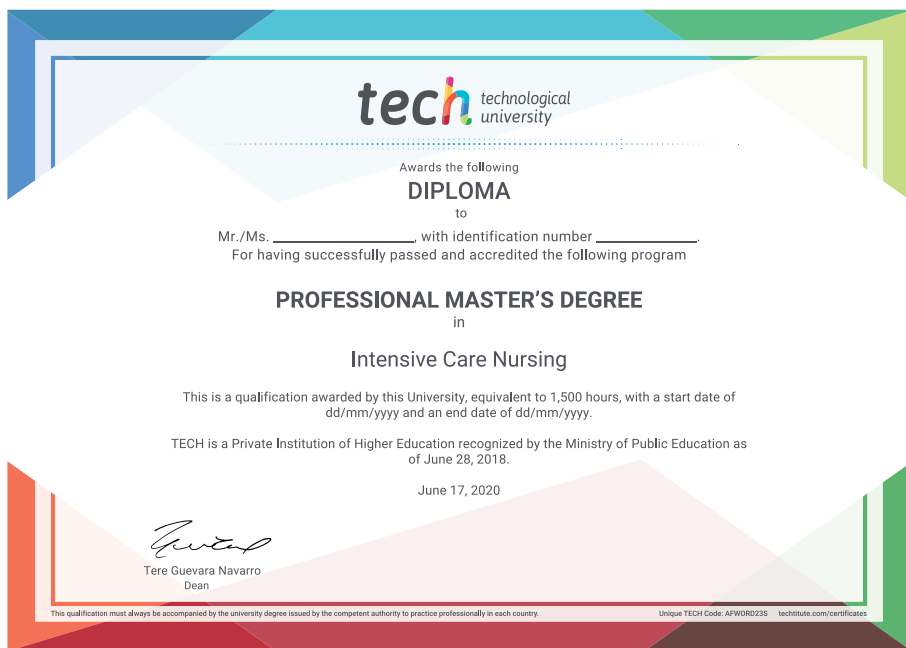 tech technological
university
Awards the following
DIPLOMA
to
Mr./Ms. ____________________, with identification number ______________.
For having successfully passed and accredited the following program
PROFESSIONAL MASTER'S DEGREE
in
Intensive Care Nursing
This is a qualification awarded by this University, equivalent to 1,500 hours, with a start date of
dd/mm/yyyy and an end date of dd/mm/yyyy.
TECH is a Private Institution of Higher Education recognized by the Ministry of Public Education as
of June 28, 2018.
June 17, 2020
Tere Guevara Navarro
Dean
This qualification must always be accompanied by the university degree issued by the competent authority to practice professionally in each country. Unique TECH Code: AFWORD23S techtitute.com/certificates